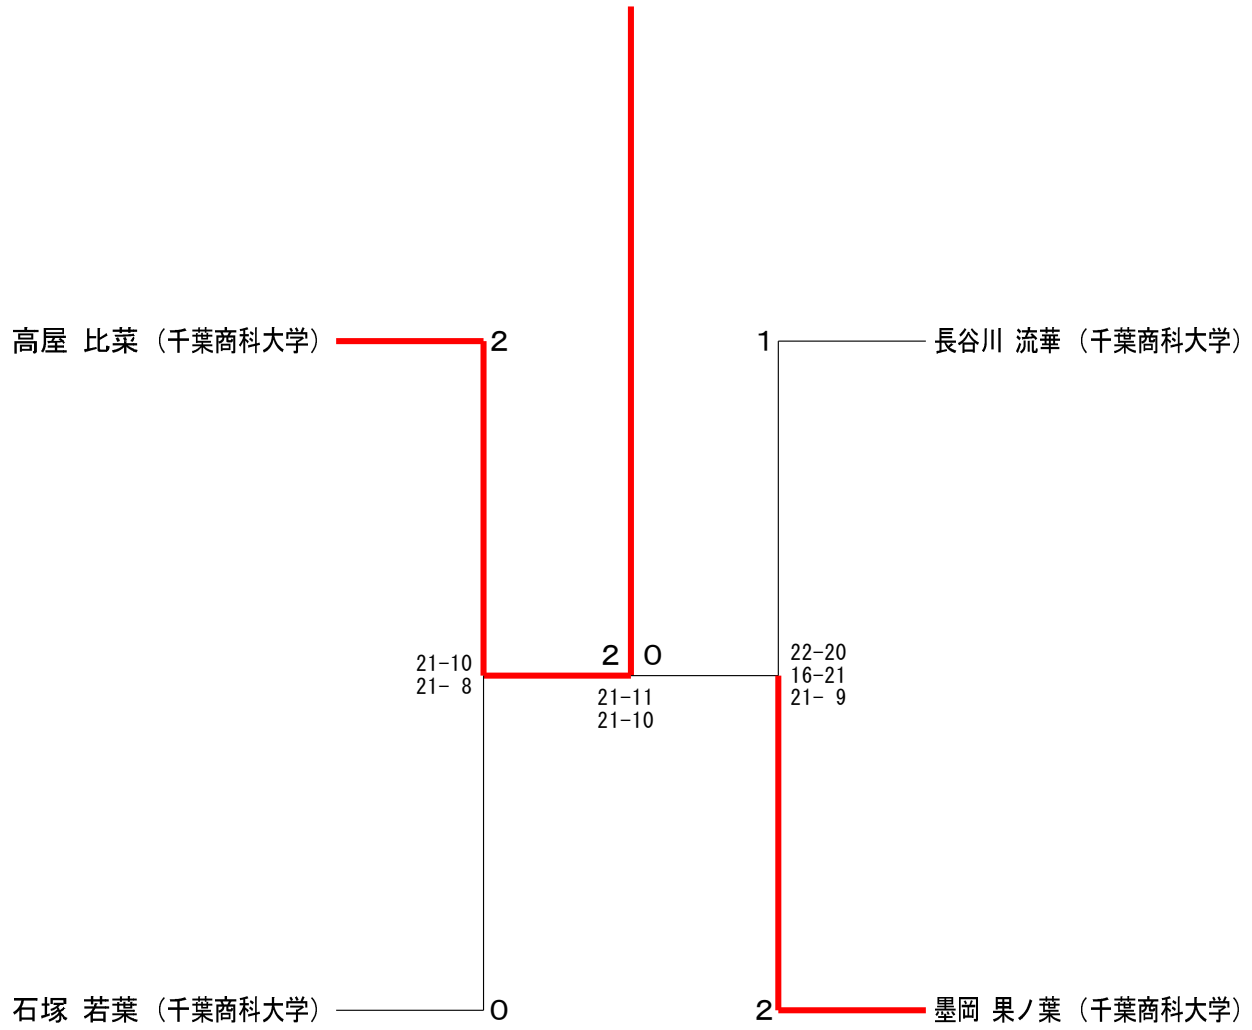 高屋 比菜（千葉商科大学） 2
1 長谷川 流華（千葉商科大学）
2 0
21-10
21- 8
21-11
21-10
22-20
16-21
21- 9
石塚 若葉（千葉商科大学） 0
2 墨岡 果ノ葉（千葉商科大学）